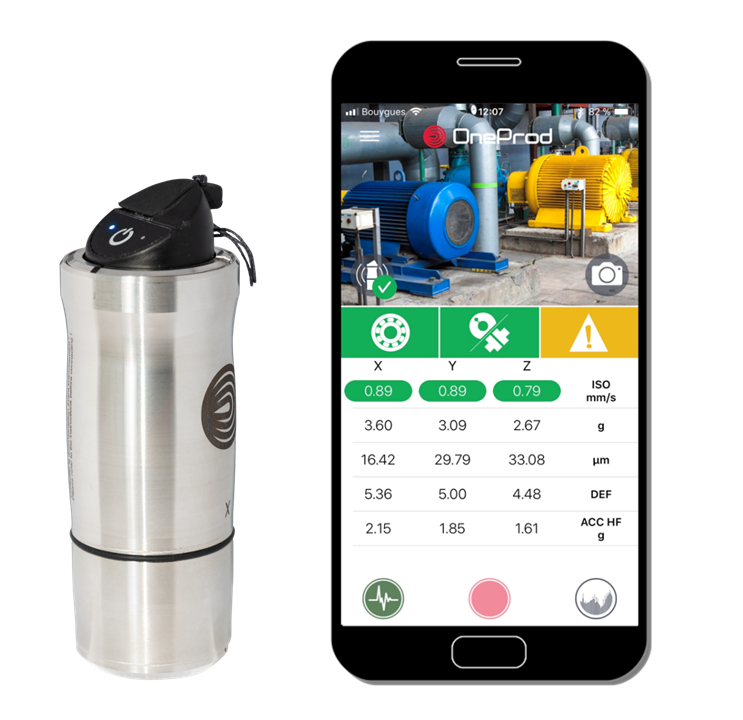 Bouygues 12:07 82 %
OneProd
X Y Z
0.89 0.89 0.79 ISO
mm/s
3.60 3.09 2.67 g
16.42 29.79 33.08 µm
5.36 5.00 4.48 DEF
2.15 1.85 1.61 ACC HF
g
X